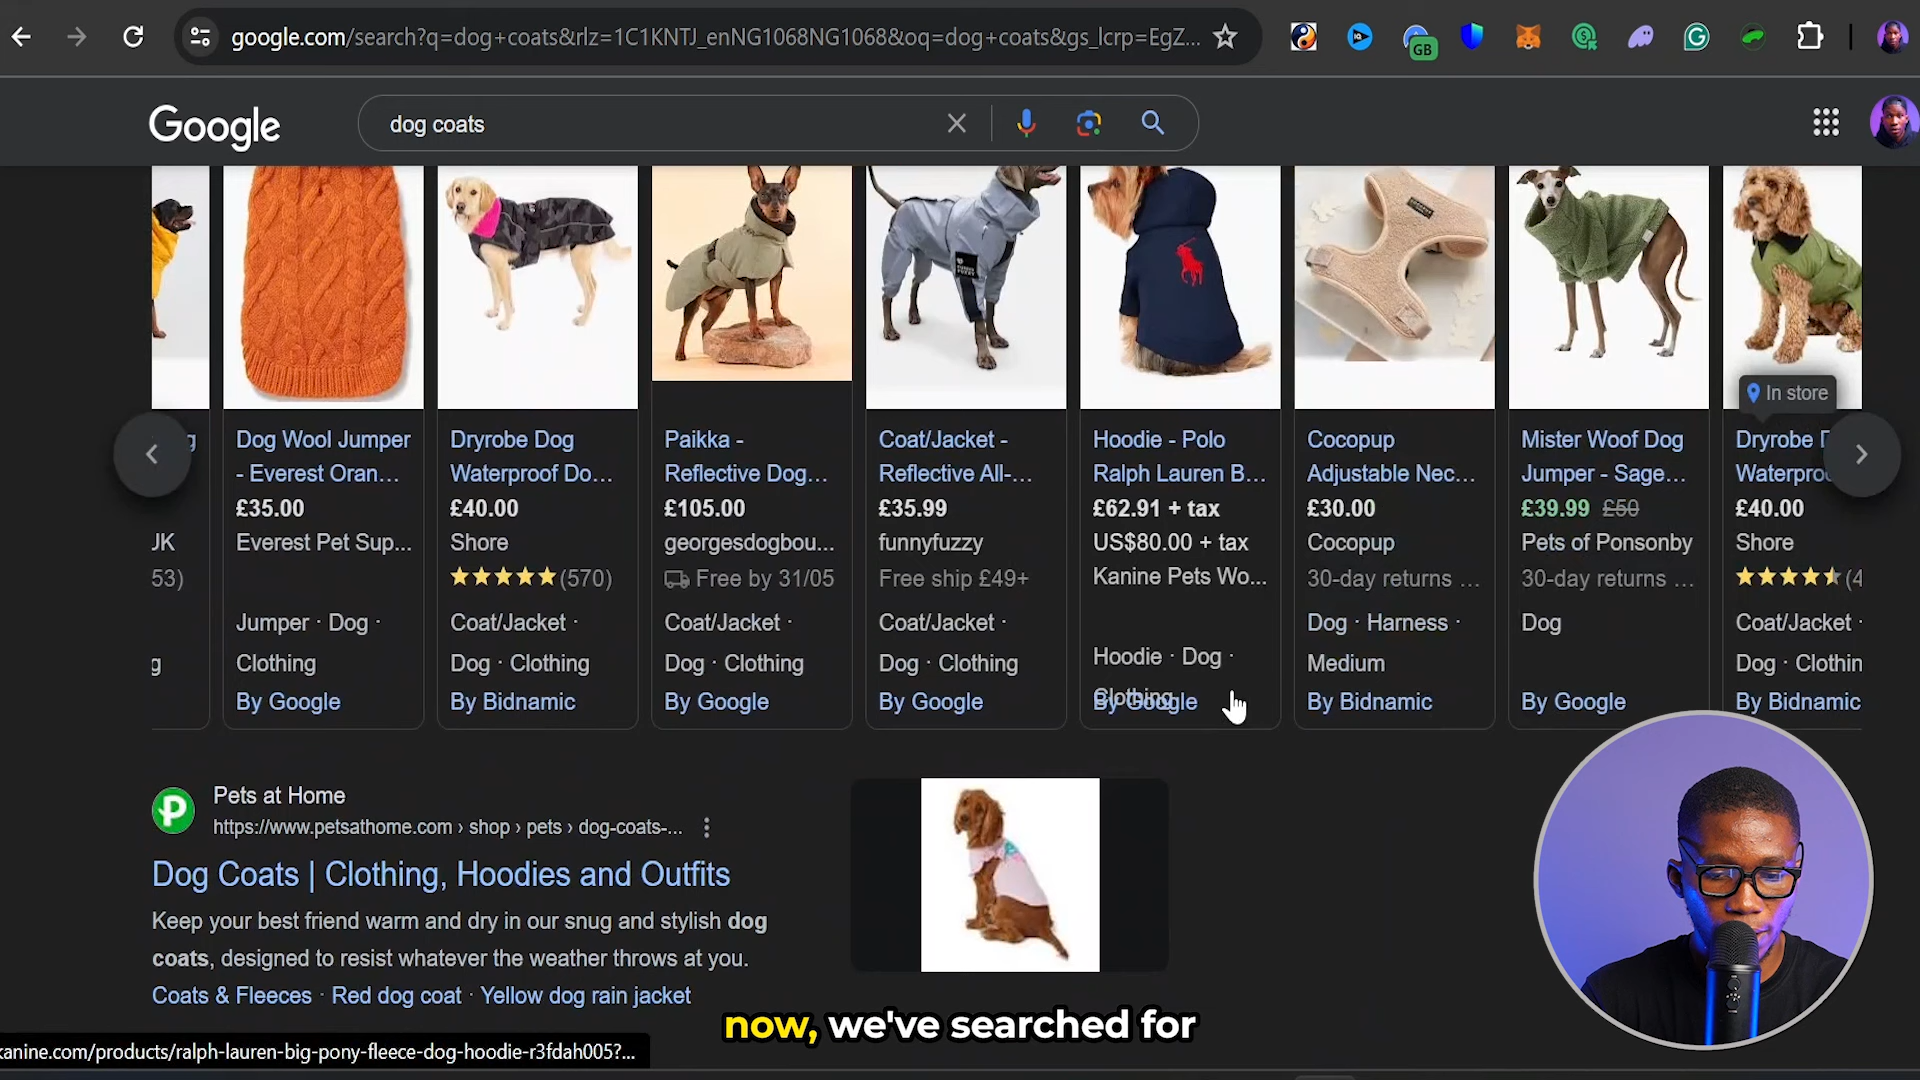 google.com/search?q=dog+coats&rlz=1C1KNTJ_enNG1068NG1068&oq=dog+coats&gs_lcrp=EgZ...
GB
Google
dog coats
In store
Dog Wool Jumper
- Everest Oran...
£35.00
Everest Pet Sup...
Jumper · Dog ·
Clothing
By Google
Dryrobe Dog
Waterproof Do...
£40.00
Shore
(570)
Coat/Jacket ·
Dog · Clothing
By Bidnamic
Paikka -
Reflective Dog...
£105.00
georgesdogbou...
Free by 31/05
Coat/Jacket ·
Dog · Clothing
By Google
Coat/Jacket -
Reflective All-...
£35.99
funnyfuzzy
Free ship £49+
Coat/Jacket ·
Dog · Clothing
By Google
Hoodie - Polo
Ralph Lauren B...
£62.91 + tax
US$80.00 + tax
Kanine Pets Wo...
Hoodie · Dog ·
Clothing
By Google
Cocopup
Adjustable Nec...
£30.00
Cocopup
30-day returns ...
Dog · Harness ·
Medium
By Bidnamic
Mister Woof Dog
Jumper - Sage...
£39.99 £50
Pets of Ponsonby
30-day returns ...
Dog
By Google
Dryrobe
Waterpro
£40.00
Shore
(4
Coat/Jacket ·
Dog · Clothin
By Bidnamic
JK
53)
g
Pets at Home
https://www.petsathome.com › shop › pets › dog-coats-...
Dog Coats | Clothing, Hoodies and Outfits
Keep your best friend warm and dry in our snug and stylish dog
coats, designed to resist whatever the weather throws at you.
Coats & Fleeces · Red dog coat · Yellow dog rain jacket
now, we've searched for
kanine.com/products/ralph-lauren-big-pony-fleece-dog-hoodie-r3fdah005?...